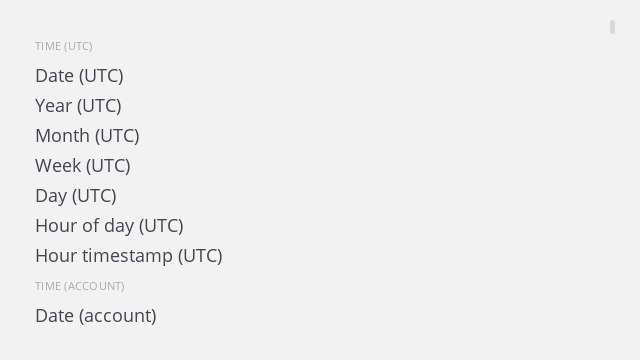 TIME (UTC)
Date (UTC)
Year (UTC)
Month (UTC)
Week (UTC)
Day (UTC)
Hour of day (UTC)
Hour timestamp (UTC)
TIME (ACCOUNT)
Date (account)